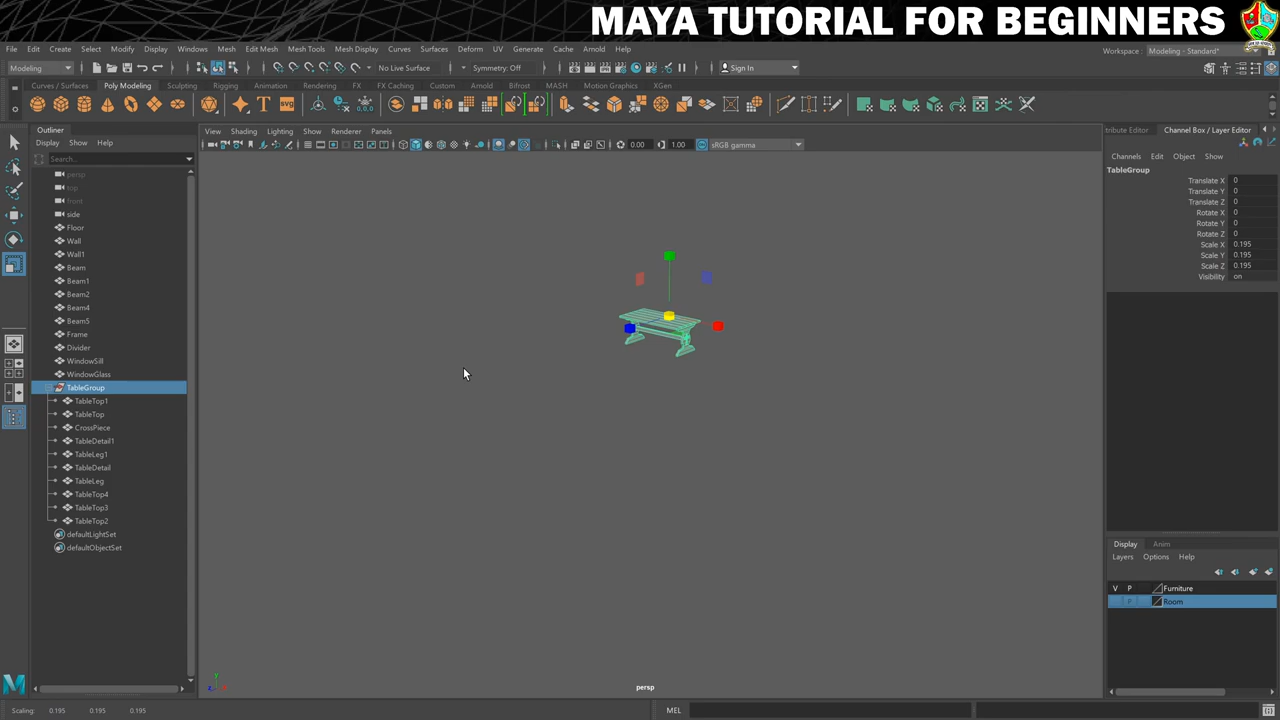 MAYA TUTORIAL FOR BEGINNERS
File Edit Create Select Modify Display Windows Mesh Edit Mesh Mesh Tools Mesh Display Curves Surfaces Deform UV Generate Cache Arnold Help
Workspace : Modeling - Standard*
Modeling No Live Surface Symmetry: Off Sign In
Curves / Surfaces Poly Modeling Sculpting Rigging Animation Rendering FX FX Caching Custom Arnold Bifrost MASH Motion Graphics XGen
Outliner
Display Show Help
Search...
persp
top
front
side
Floor
Wall
Wall1
Beam
Beam1
Beam2
Beam4
Beam5
Frame
Divider
WindowSill
WindowGlass
TableGroup
TableTop1
TableTop
CrossPiece
TableDetail1
TableLeg1
TableDetail
TableLeg
TableTop4
TableTop3
TableTop2
defaultLightSet
defaultObjectSet
View Shading Lighting Show Renderer Panels
0.00 1.00 sRGB gamma
persp
tribute Editor Channel Box / Layer Editor
Channels Edit Object Show
TableGroup
Translate X 0
Translate Y 0
Translate Z 0
Rotate X 0
Rotate Y 0
Rotate Z 0
Scale X 0.195
Scale Y 0.195
Scale Z 0.195
Visibility on
Display Anim
Layers Options Help
V P Furniture
P Room
Scaling: 0.195 0.195 0.195
MEL